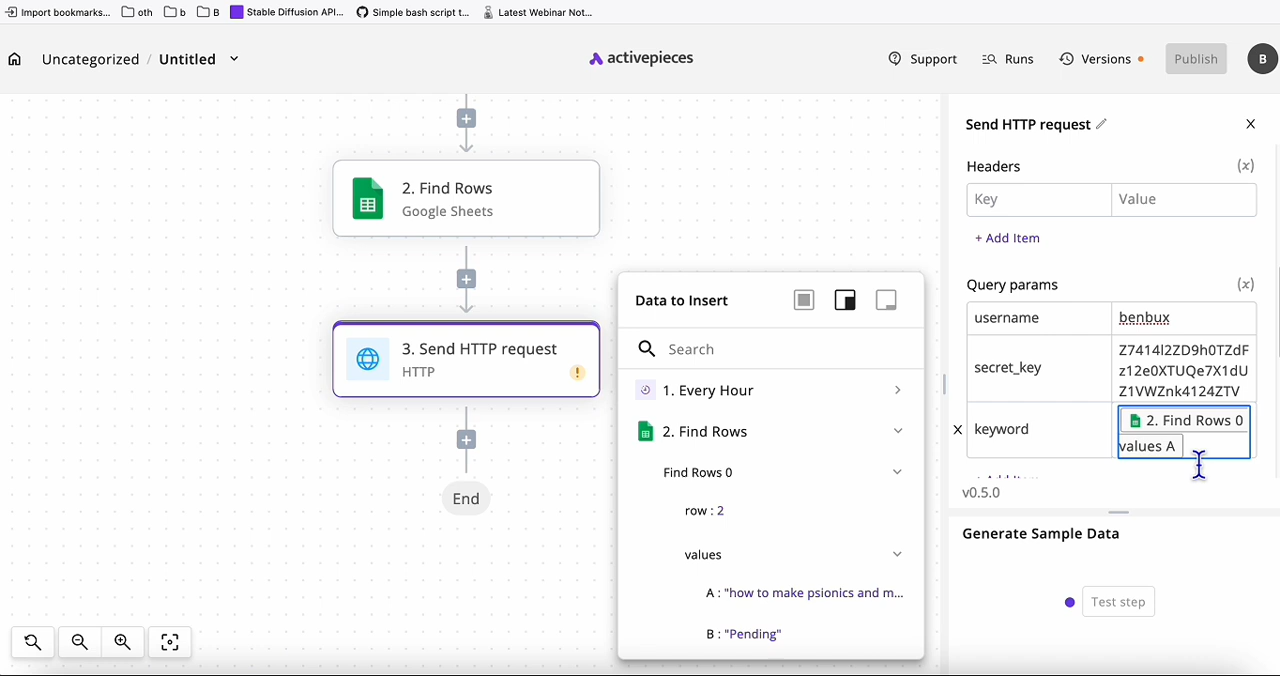 Import bookmarks... oth b B Stable Diffusion API... Simple bash script t... Latest Webinar Not...
Uncategorized / Untitled
activepieces
Support Runs Versions Publish B
2. Find Rows
Google Sheets
3. Send HTTP request
HTTP
!
End
Data to Insert
Search
1. Every Hour
2. Find Rows
Find Rows 0
row : 2
values
A : "how to make psionics and m...
B : "Pending"
Send HTTP request
X
Headers (x)
Key Value
+ Add Item
Query params (x)
username benbux
secret_key Z7414l2ZD9h0TZdF
z12e0XTUQe7X1dU
Z1VWZnk4124ZTV
X keyword 2. Find Rows 0
values A
+ Add Item
v0.5.0
Generate Sample Data
Test step